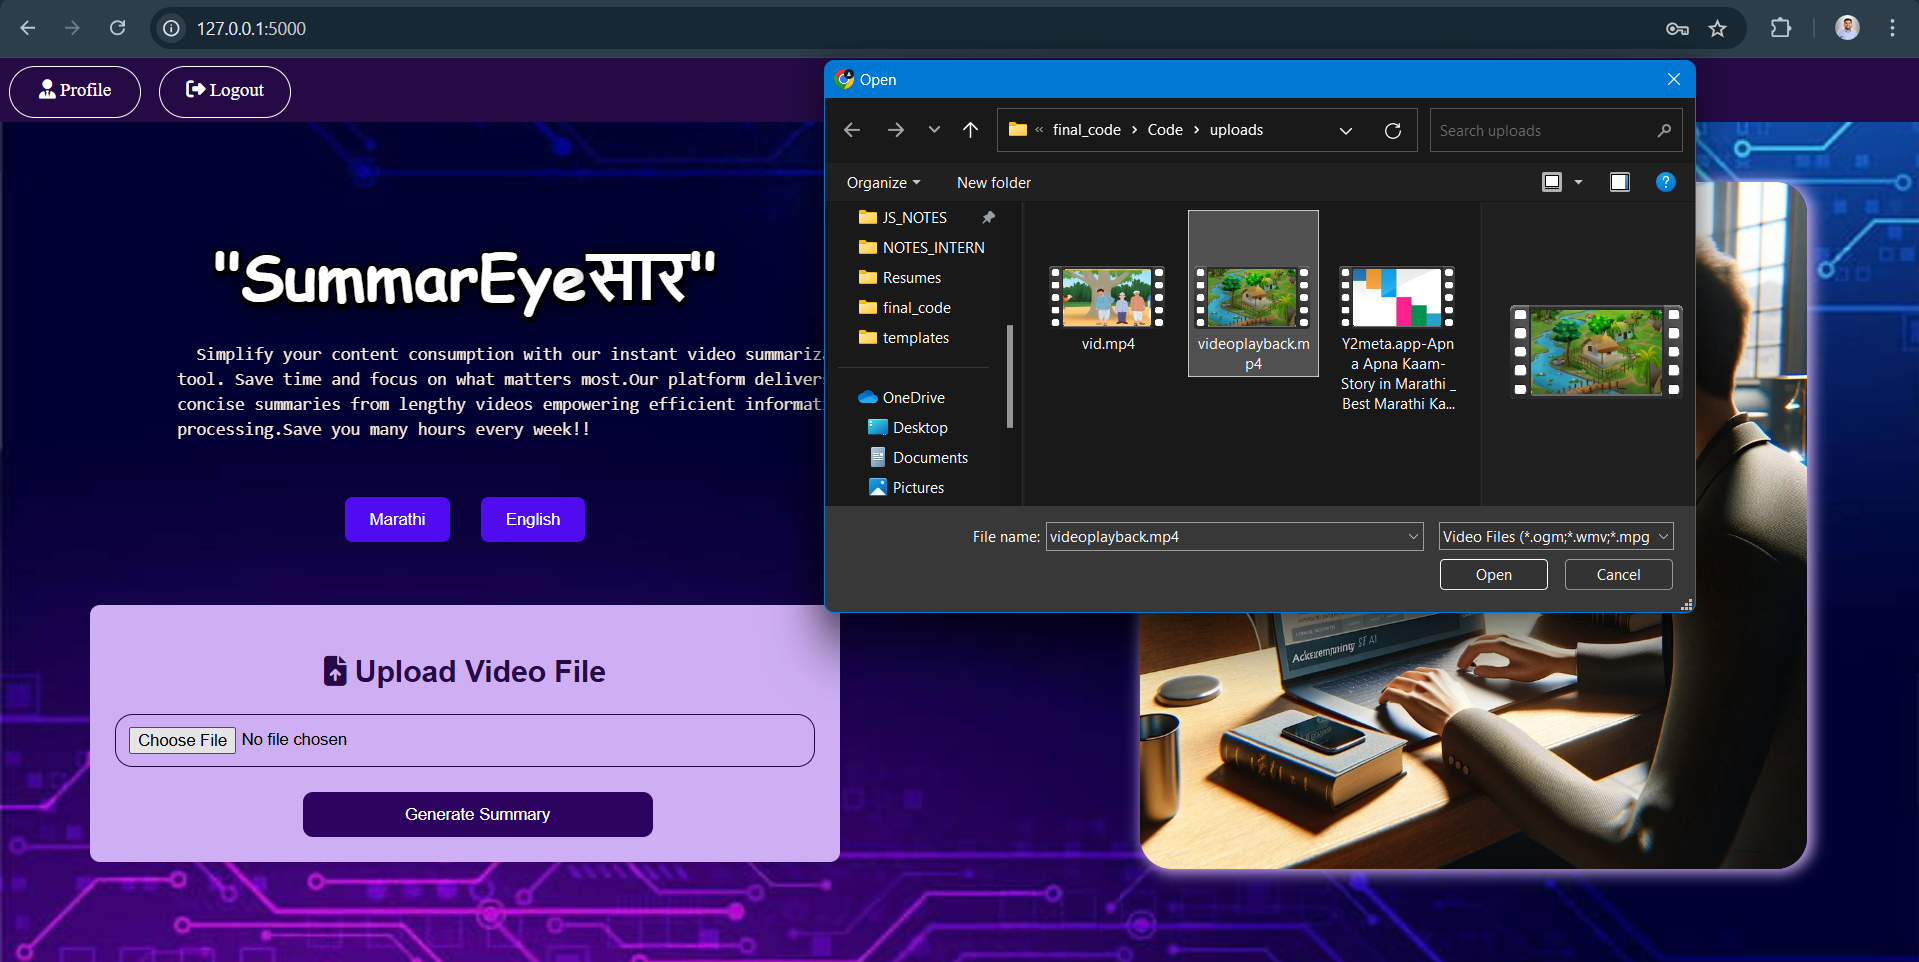 127.0.0.1:5000
Profile
Logout
"SummarEyeसार"
Simplify your content consumption with our instant video summariz
tool. Save time and focus on what matters most.Our platform deliver
concise summaries from lengthy videos empowering efficient informat
processing.Save you many hours every week!!
Marathi
English
Upload Video File
Choose File No file chosen
Generate Summary
Open
« final_code › Code › uploads
Search uploads
Organize
New folder
JS_NOTES
NOTES_INTERN
Resumes
final_code
templates
OneDrive
Desktop
Documents
Pictures
vid.mp4
videoplayback.m
p4
Y2meta.app-Apn
a Apna Kaam-
Story in Marathi _
Best Marathi Ka...
File name: videoplayback.mp4
Video Files (*.ogm;*.wmv;*.mpg
Open
Cancel